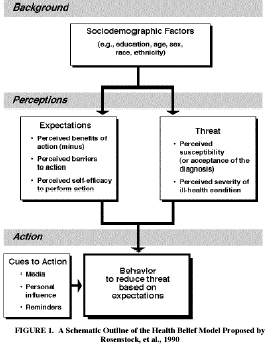 Background
Sociodemographic Factors
(e.g., education, age, sex,
race, ethnicity)
Perceptions
Expectations
• Perceived benefits of
action (minus)
• Perceived barriers
to action
• Perceived self-efficacy
to perform action
Threat
• Perceived
susceptibility
(or acceptance of the
diagnosis)
• Perceived severity of
ill-health condition
Action
Cues to Action
• Media
• Personal
influence
• Reminders
Behavior
to reduce threat
based on
expectations
FIGURE 1. A Schematic Outline of the Health Belief Model Proposed by
Rosenstock, et al., 1990